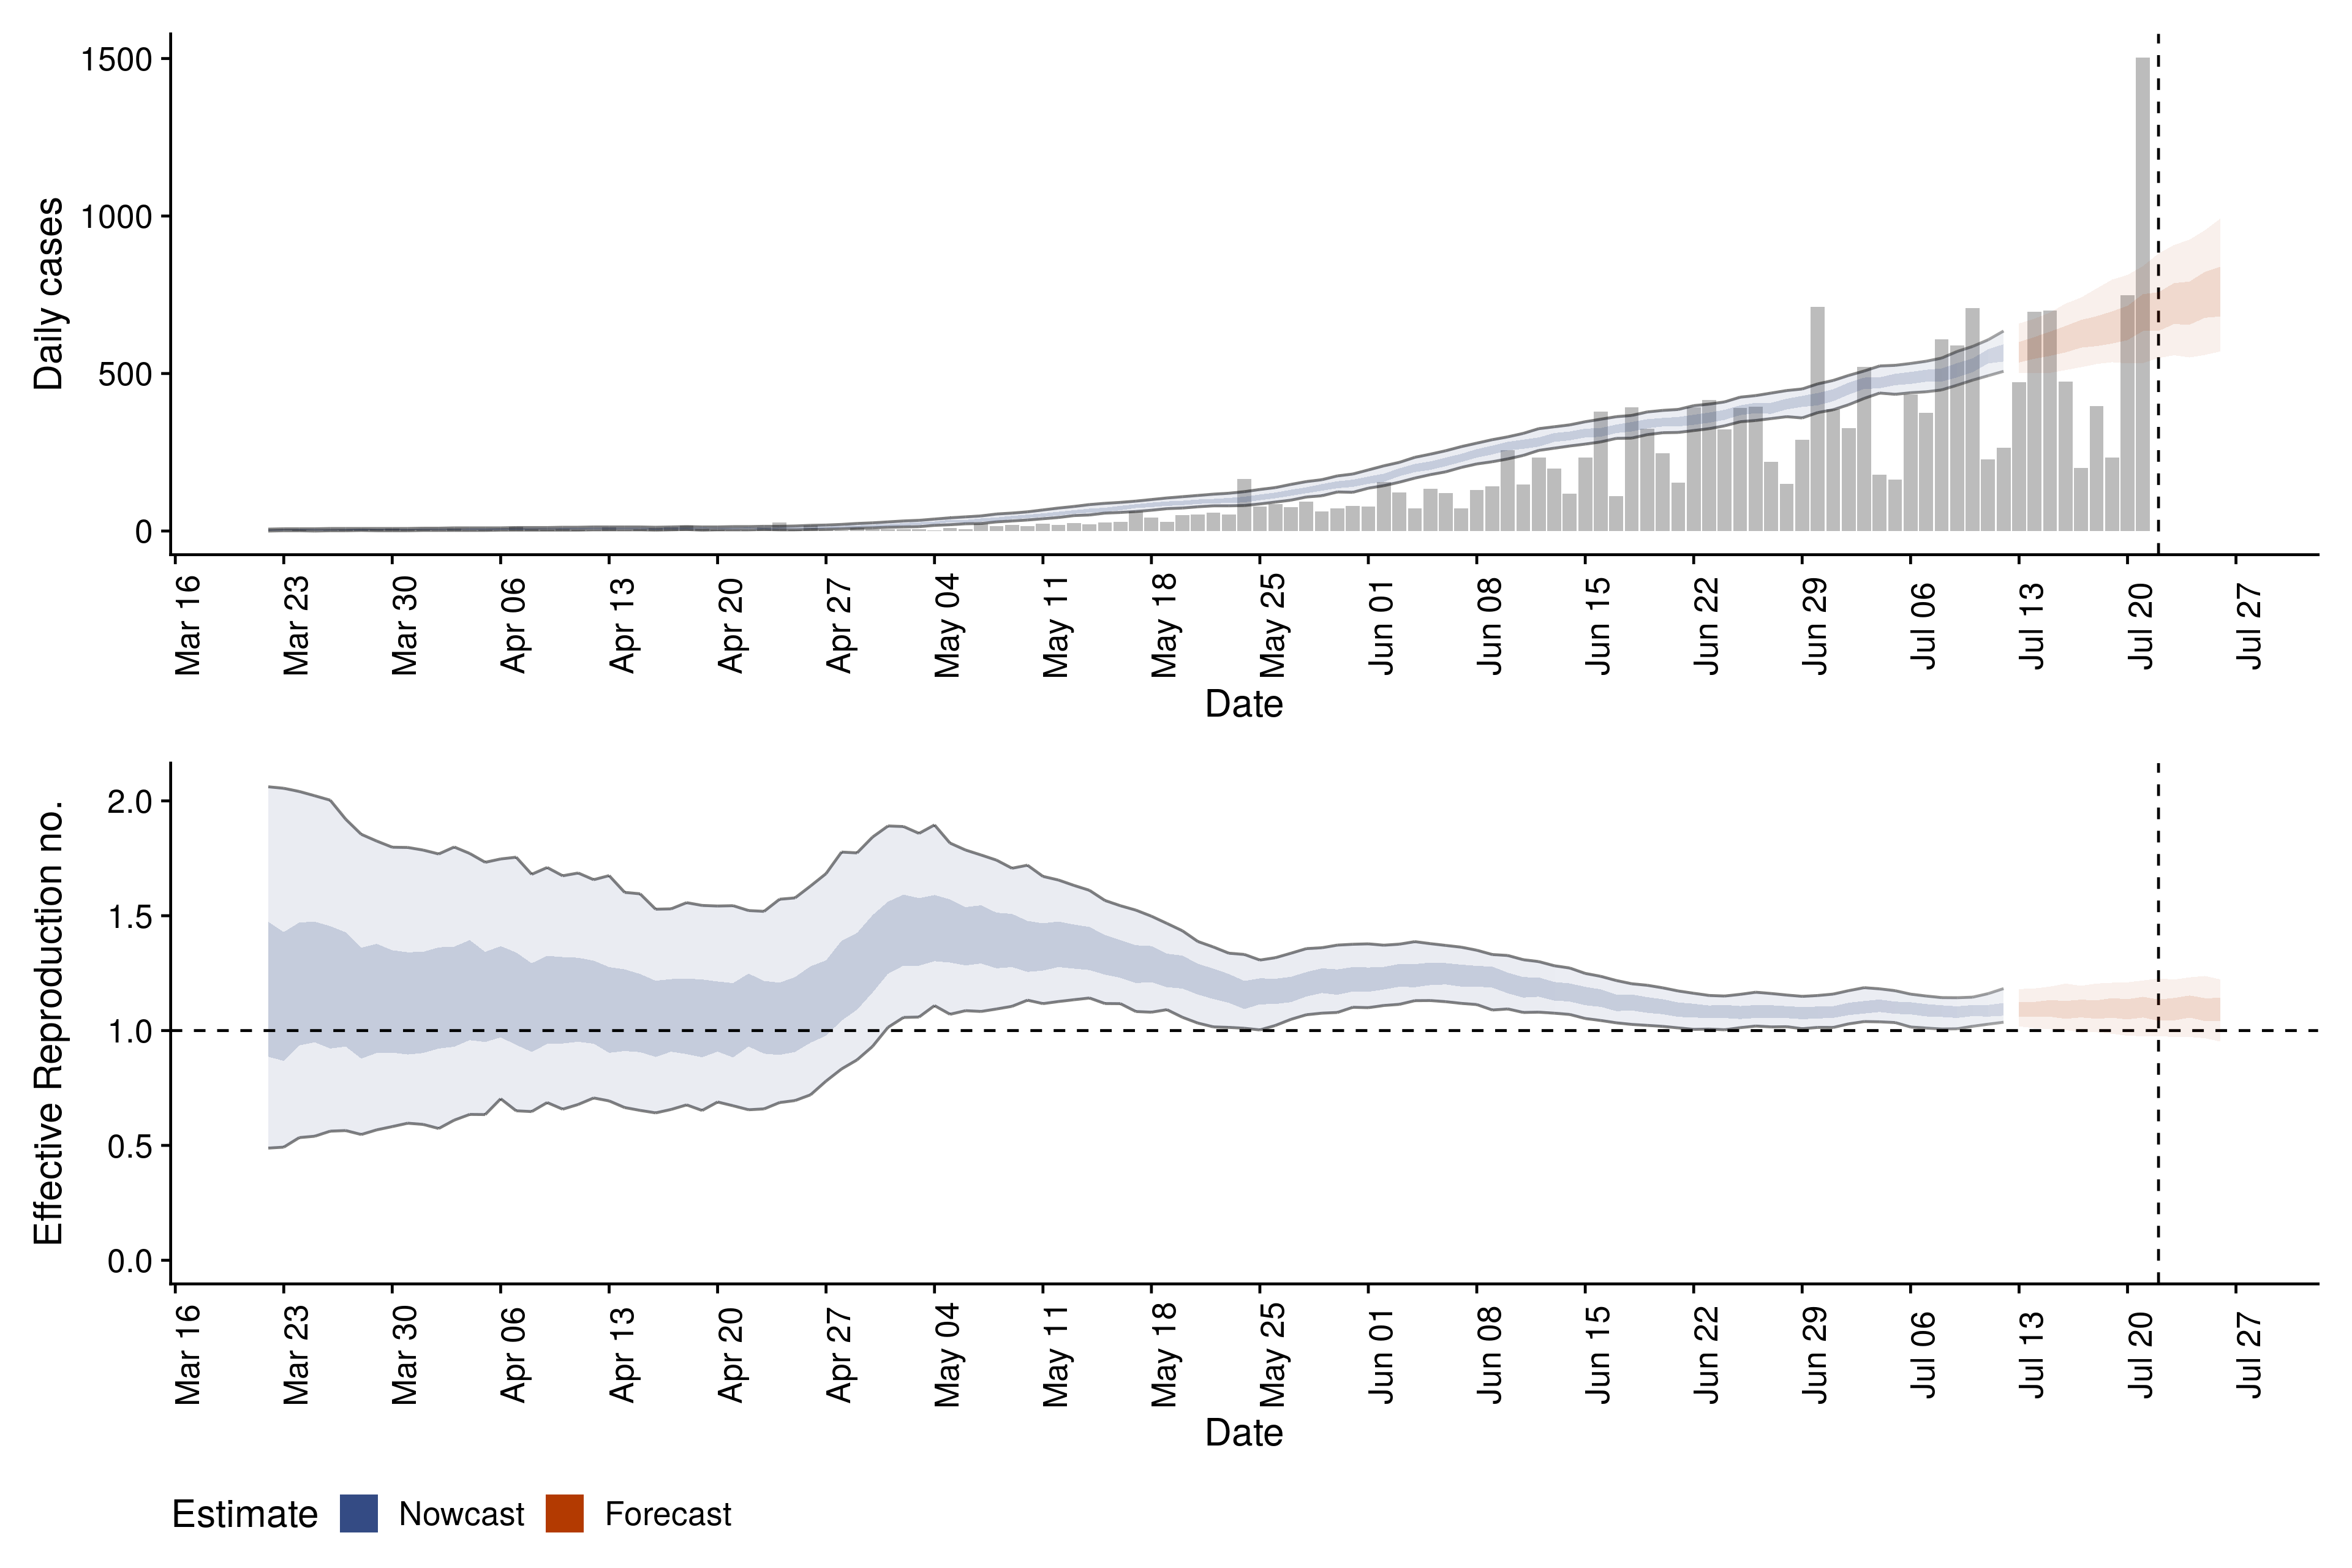 Daily cases
1500
1000
500
0
Mar 16
Mar 23
Mar 30
Apr 06
Apr 13
Apr 20
Apr 27
May 04
May 11
May 18
May 25
Jun 01
Jun 08
Jun 15
Jun 22
Jun 29
Jul 06
Jul 13
Jul 20
Jul 27
Date
Effective Reproduction no.
2.0
1.5
1.0
0.5
0.0
Mar 16
Mar 23
Mar 30
Apr 06
Apr 13
Apr 20
Apr 27
May 04
May 11
May 18
May 25
Jun 01
Jun 08
Jun 15
Jun 22
Jun 29
Jul 06
Jul 13
Jul 20
Jul 27
Date
Estimate Nowcast Forecast